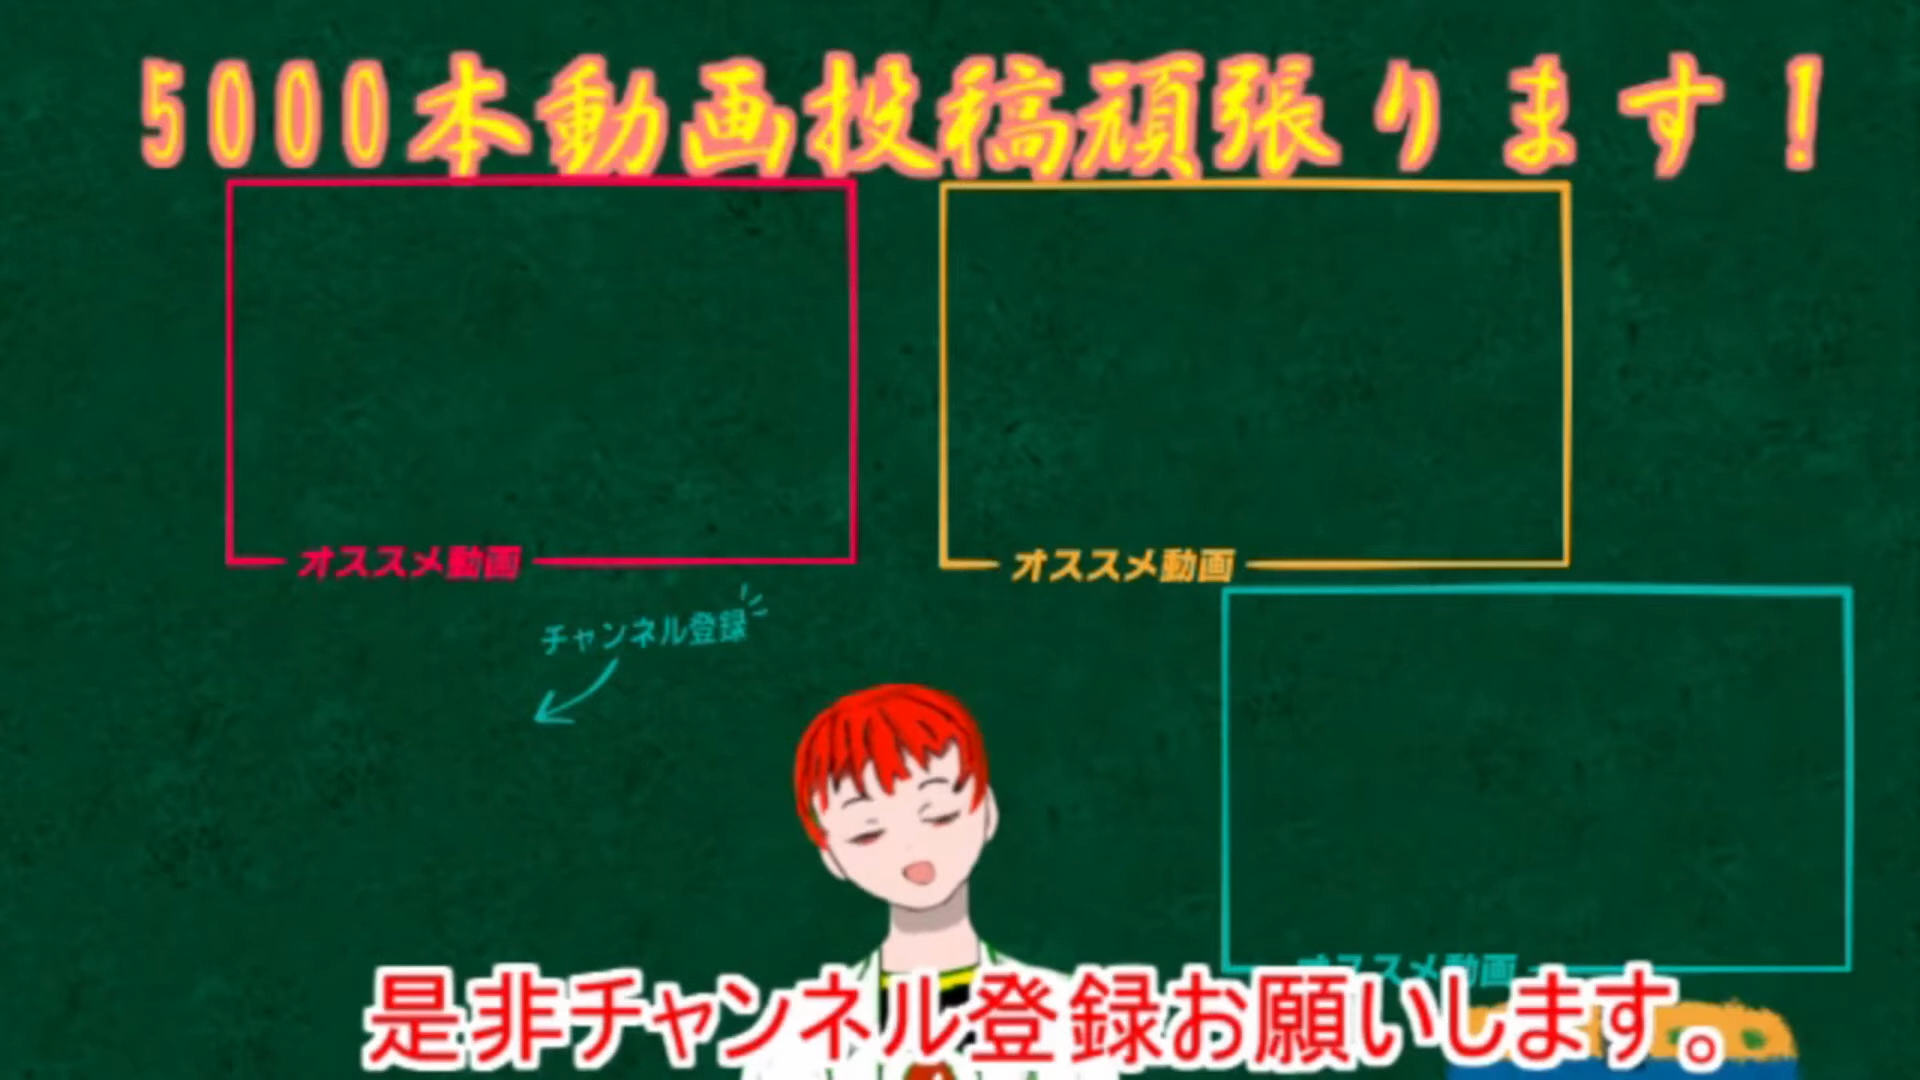 5000本動画投稿頑張ります！
オススメ動画
オススメ動画
チャンネル登録
オススメ動画
是非チャンネル登録お願いします。